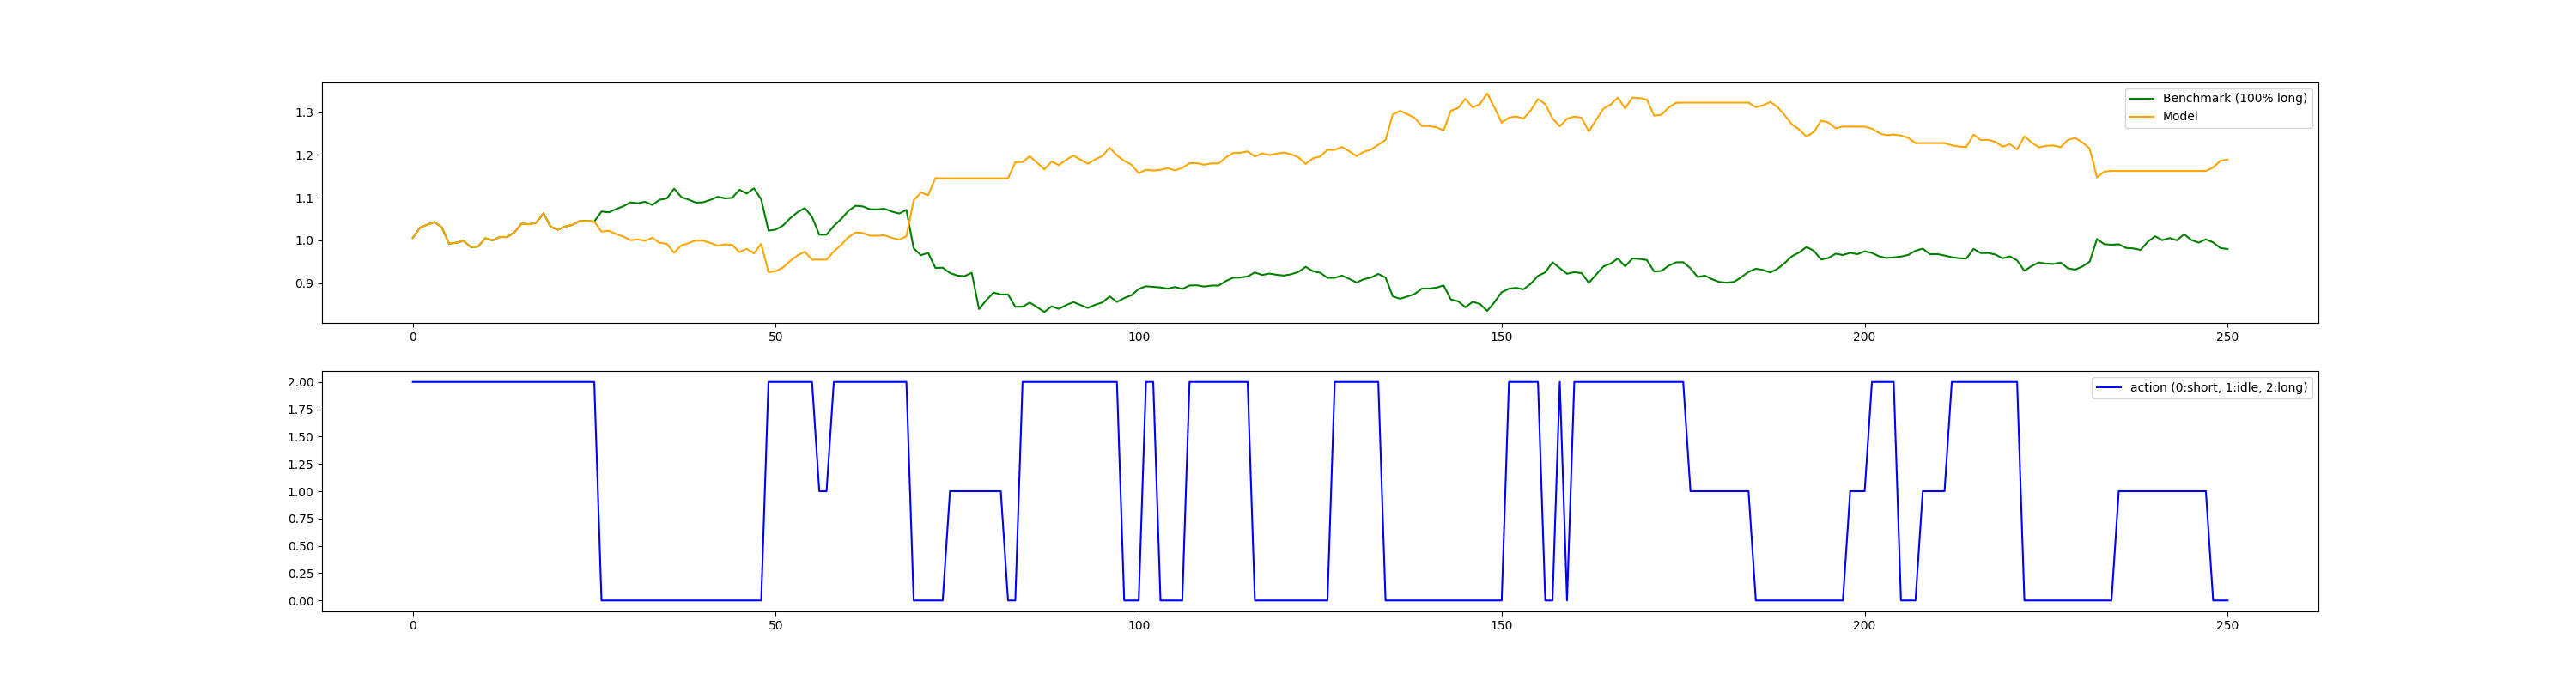 1.3
1.2
1.1
1.0
0.9
Benchmark (100% long)
Model
0 50 100 150 200 250
2.00
1.75
1.50
1.25
1.00
0.75
0.50
0.25
0.00
action (0:short, 1:idle, 2:long)
0 50 100 150 200 250